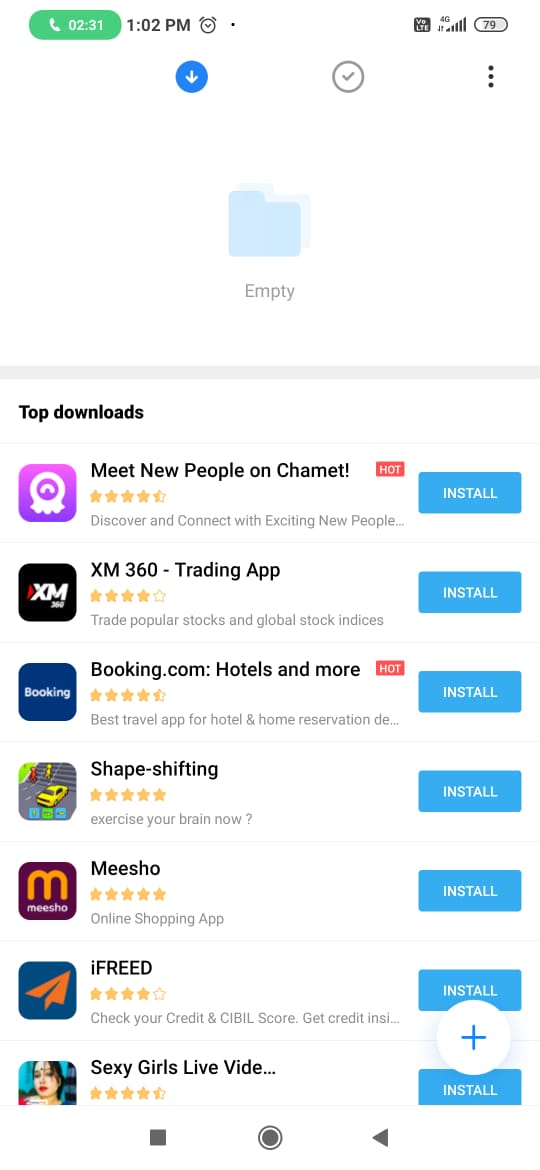 02:31 1:02 PM Vo LTE 4G 79
Empty
Top downloads
Meet New People on Chamet! HOT
Discover and Connect with Exciting New People…
INSTALL
XM 360
XM 360 - Trading App
Trade popular stocks and global stock indices
INSTALL
Booking
Booking.com: Hotels and more HOT
Best travel app for hotel & home reservation de…
INSTALL
Shape-shifting
exercise your brain now ?
INSTALL
meesho
Meesho
Online Shopping App
INSTALL
iFREED
Check your Credit & CIBIL Score. Get credit insi…
INSTALL
Sexy Girls Live Vide…
INSTALL